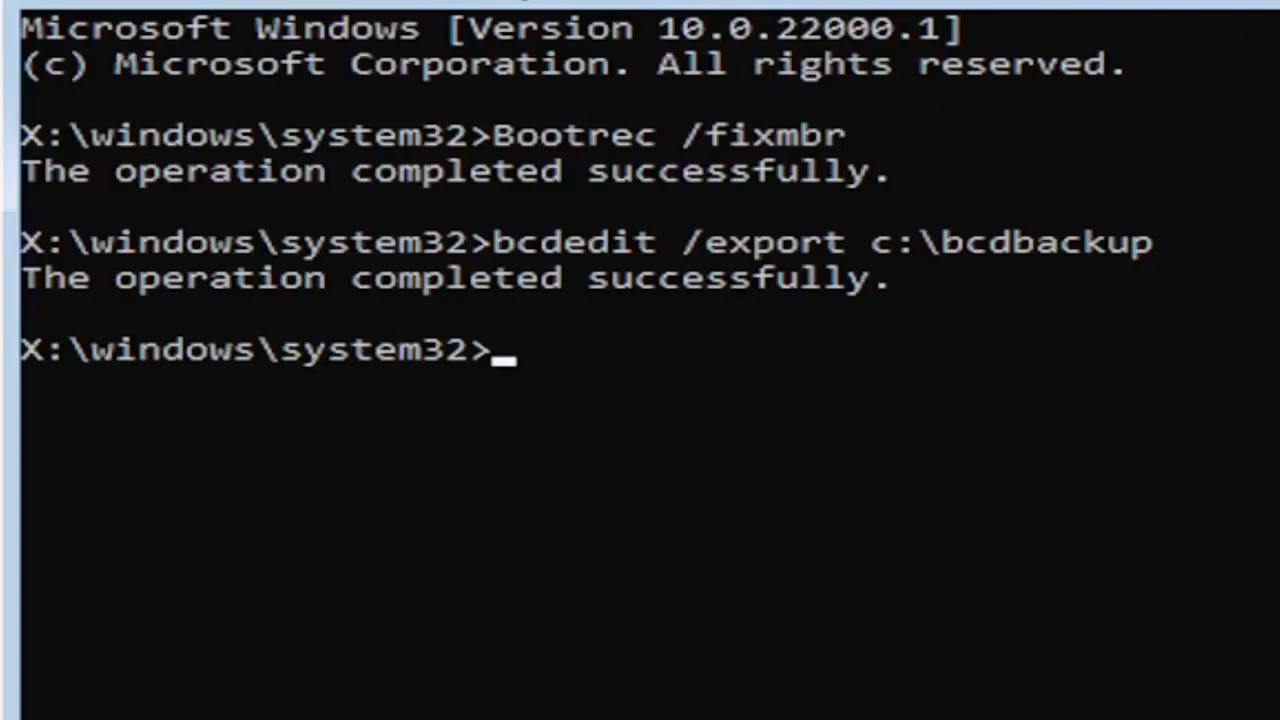 Microsoft Windows [Version 10.0.22000.1]
(c) Microsoft Corporation. All rights reserved.
X:\windows\system32>Bootrec /fixmbr
The operation completed successfully.
X:\windows\system32>bcdedit /export c:\bcdbackup
The operation completed successfully.
X:\windows\system32>